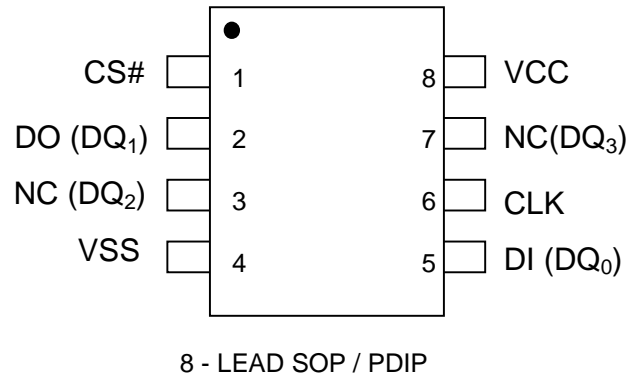 CS# 1 8 VCC
DO (DQ₁) 2 7 NC(DQ₃)
NC (DQ₂) 3 6 CLK
VSS 4 5 DI (DQ₀)
8 - LEAD SOP / PDIP